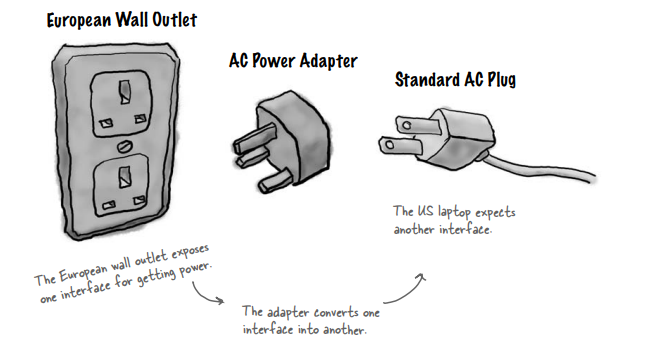 European Wall Outlet
AC Power Adapter
Standard AC Plug
The European wall outlet exposes
one interface for getting power.
The adapter converts one
interface into another.
The US laptop expects
another interface.